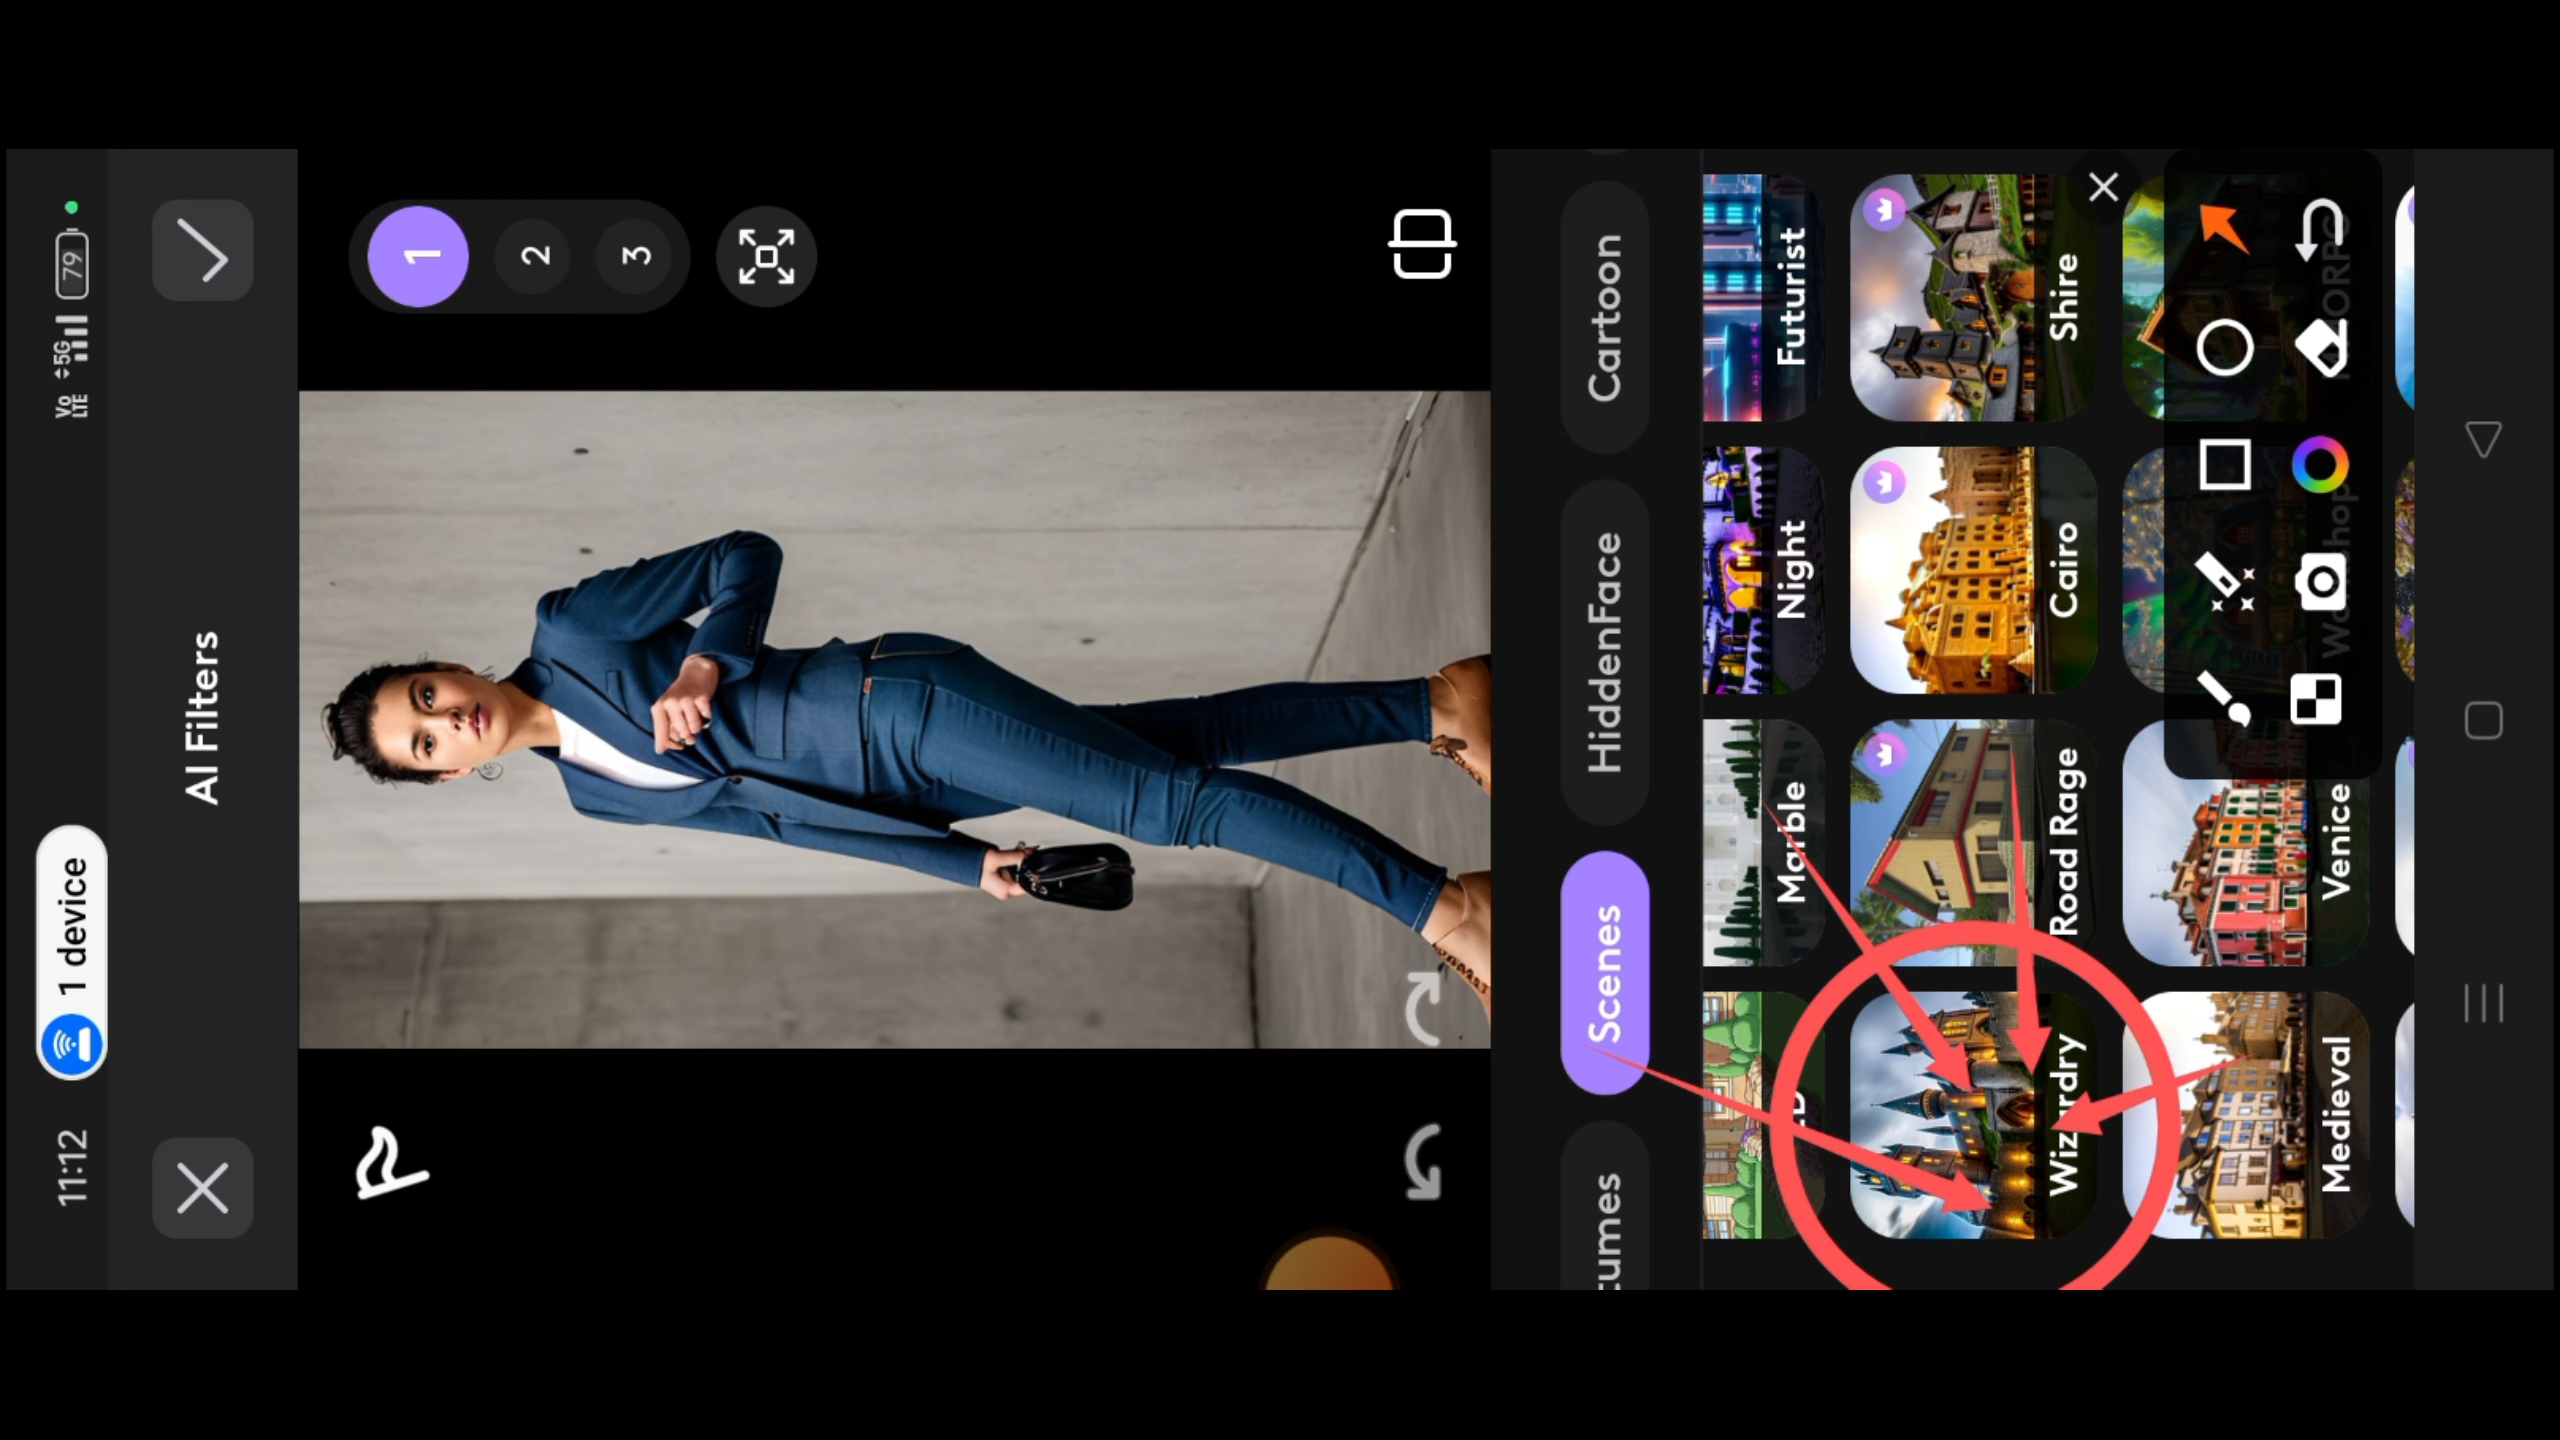 11:12
1 device
Vo LTE 5G 79
AI Filters
1
2
3
tumes
Scenes
HiddenFace
Cartoon
Marble
Night
Futurist
Wizardry
Road Rage
Cairo
Shire
Medieval
Venice